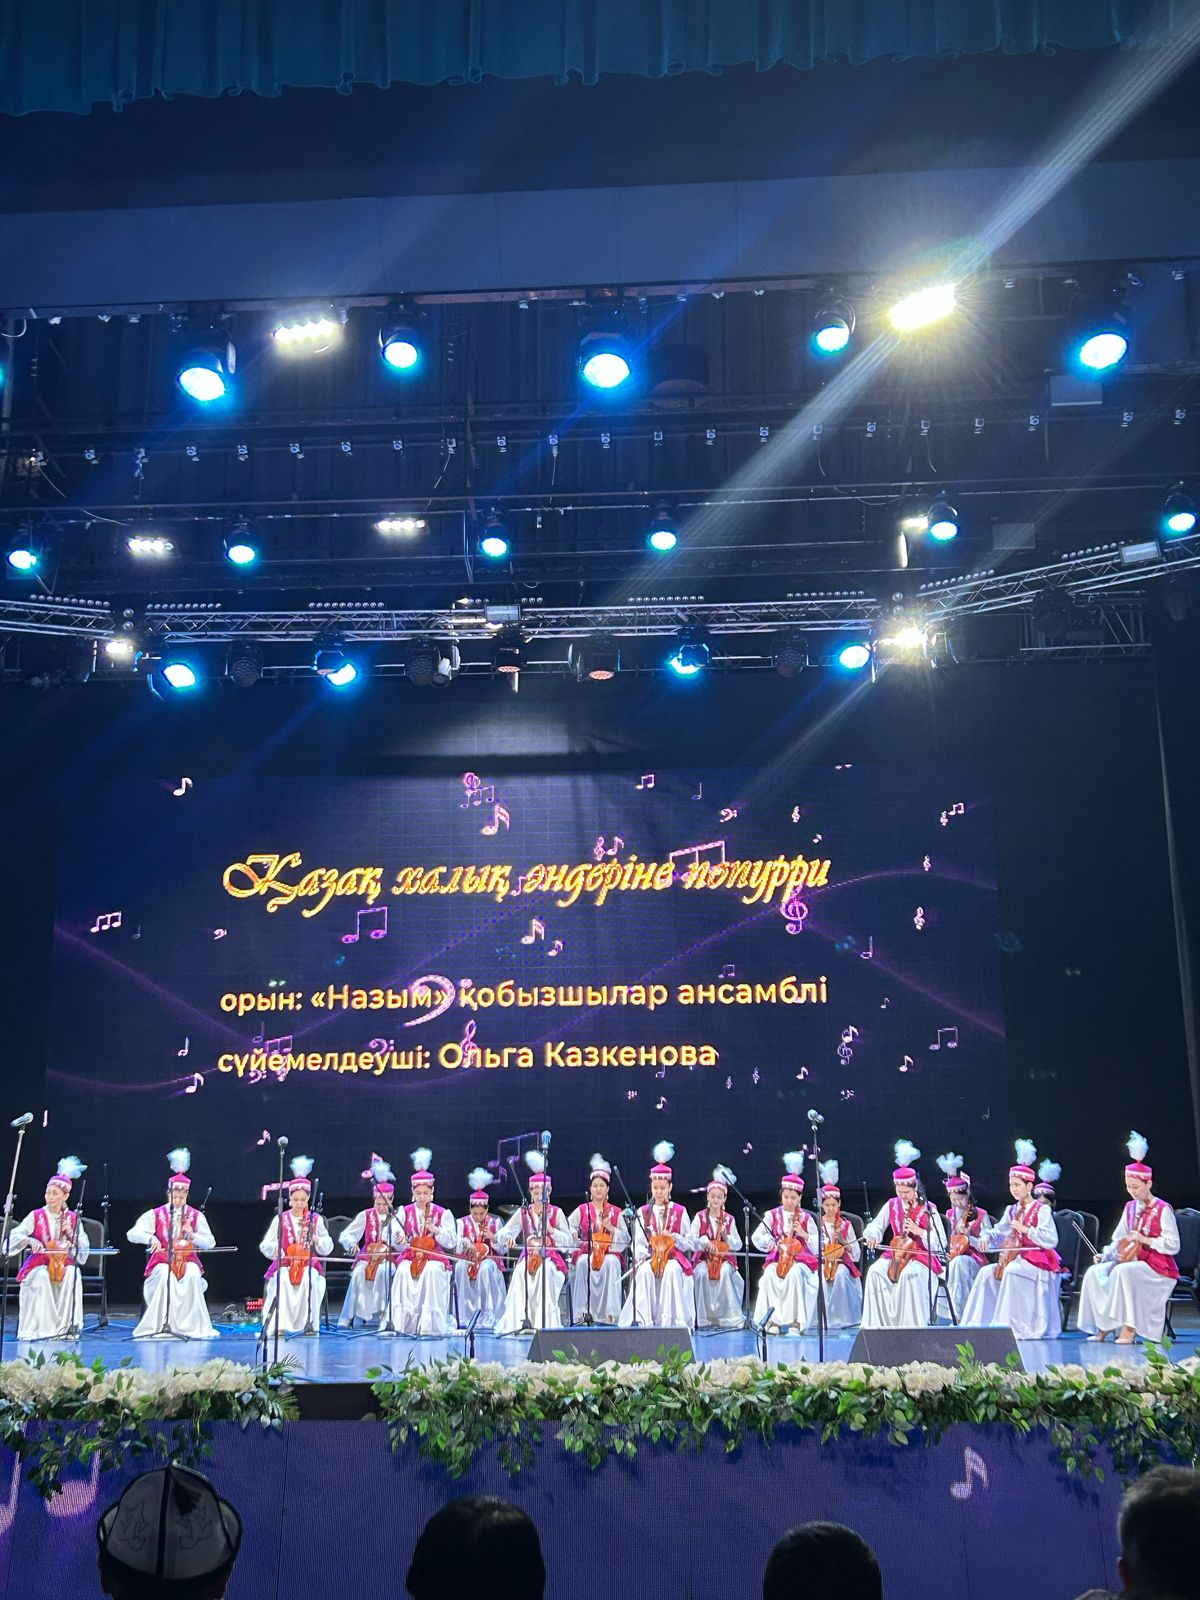 Қазақ халық әндеріне попурри
орын: «Назым» қобызшылар ансамблі
сүйемелдеуші: Ольга Казкенова